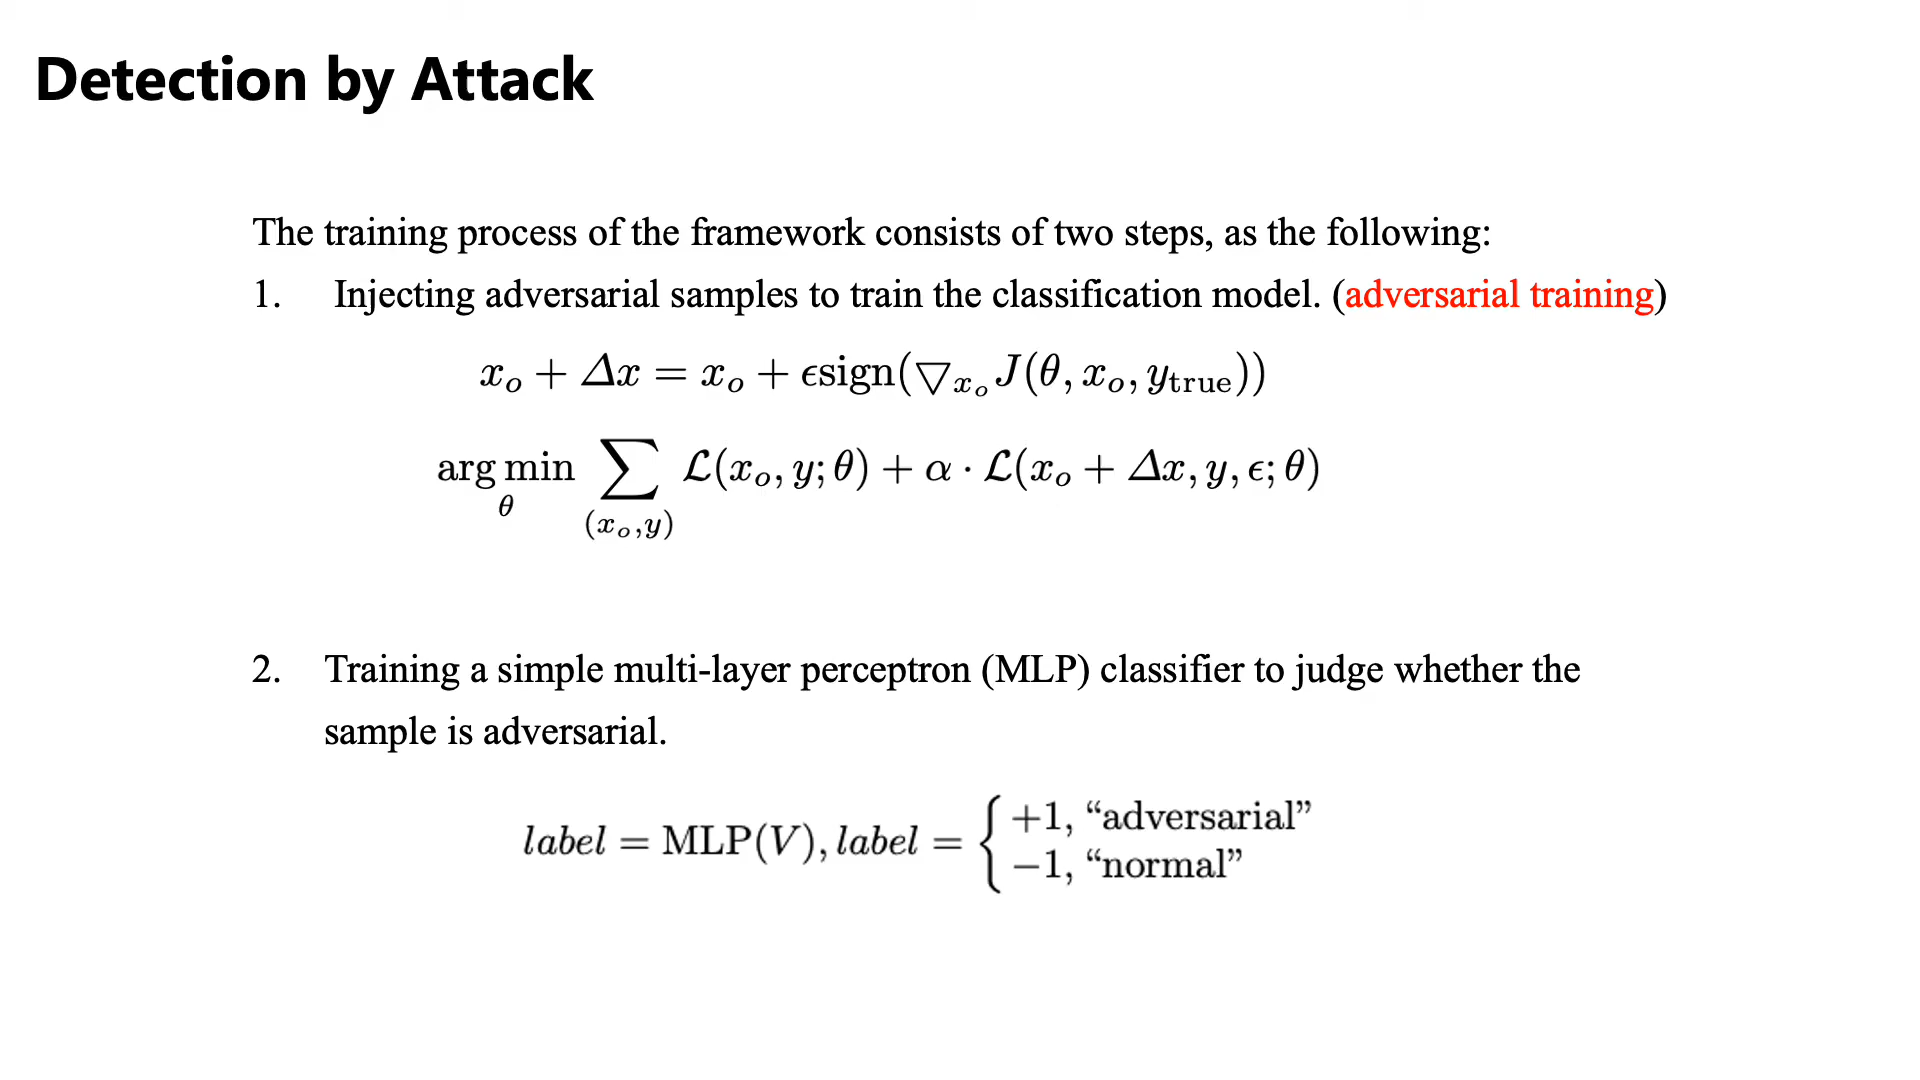 Detection by Attack
The training process of the framework consists of two steps, as the following:
1. Injecting adversarial samples to train the classification model. (adversarial training)
x_o + Δx = x_o + ϵsign(▽_{x_o} J(θ, x_o, y_true))
arg min_θ ∑_{(x_o,y)} ℒ(x_o, y; θ) + α · ℒ(x_o + Δx, y, ϵ; θ)
2. Training a simple multi-layer perceptron (MLP) classifier to judge whether the
sample is adversarial.
label = MLP(V), label = { +1, “adversarial”
−1, “normal”